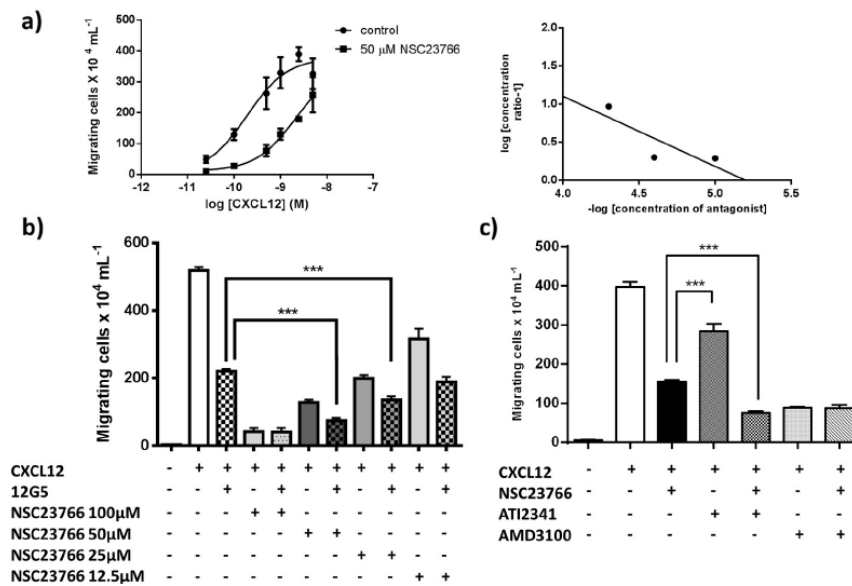 a)
500
400
300
200
100
0
-12
-11
-10
-9
-8
-7
Migrating cells X 10⁴ mL⁻¹
log [CXCL12] (M)
control
50 µM NSC23766
2.0
1.5
1.0
0.5
0.0
4.0
4.5
5.0
5.5
log [concentration
ratio-1]
-log [concentration of antagonist]
b)
600
400
200
0
Migrating cells x 10⁴ mL⁻¹
***
***
CXCL12 - + + + + + + + + +
12G5 - - + - + - + - + - +
NSC23766 100µM - - - + + - - - - - -
NSC23766 50µM - - - - - + + - - - -
NSC23766 25µM - - - - - - - + + - -
NSC23766 12.5µM - - - - - - - - - + +
c)
500
400
300
200
100
0
Migrating cells x 10⁴ mL⁻¹
***
***
CXCL12 - + + + + + +
NSC23766 - - + - + - +
ATI2341 - - - + + - -
AMD3100 - - - - - + +